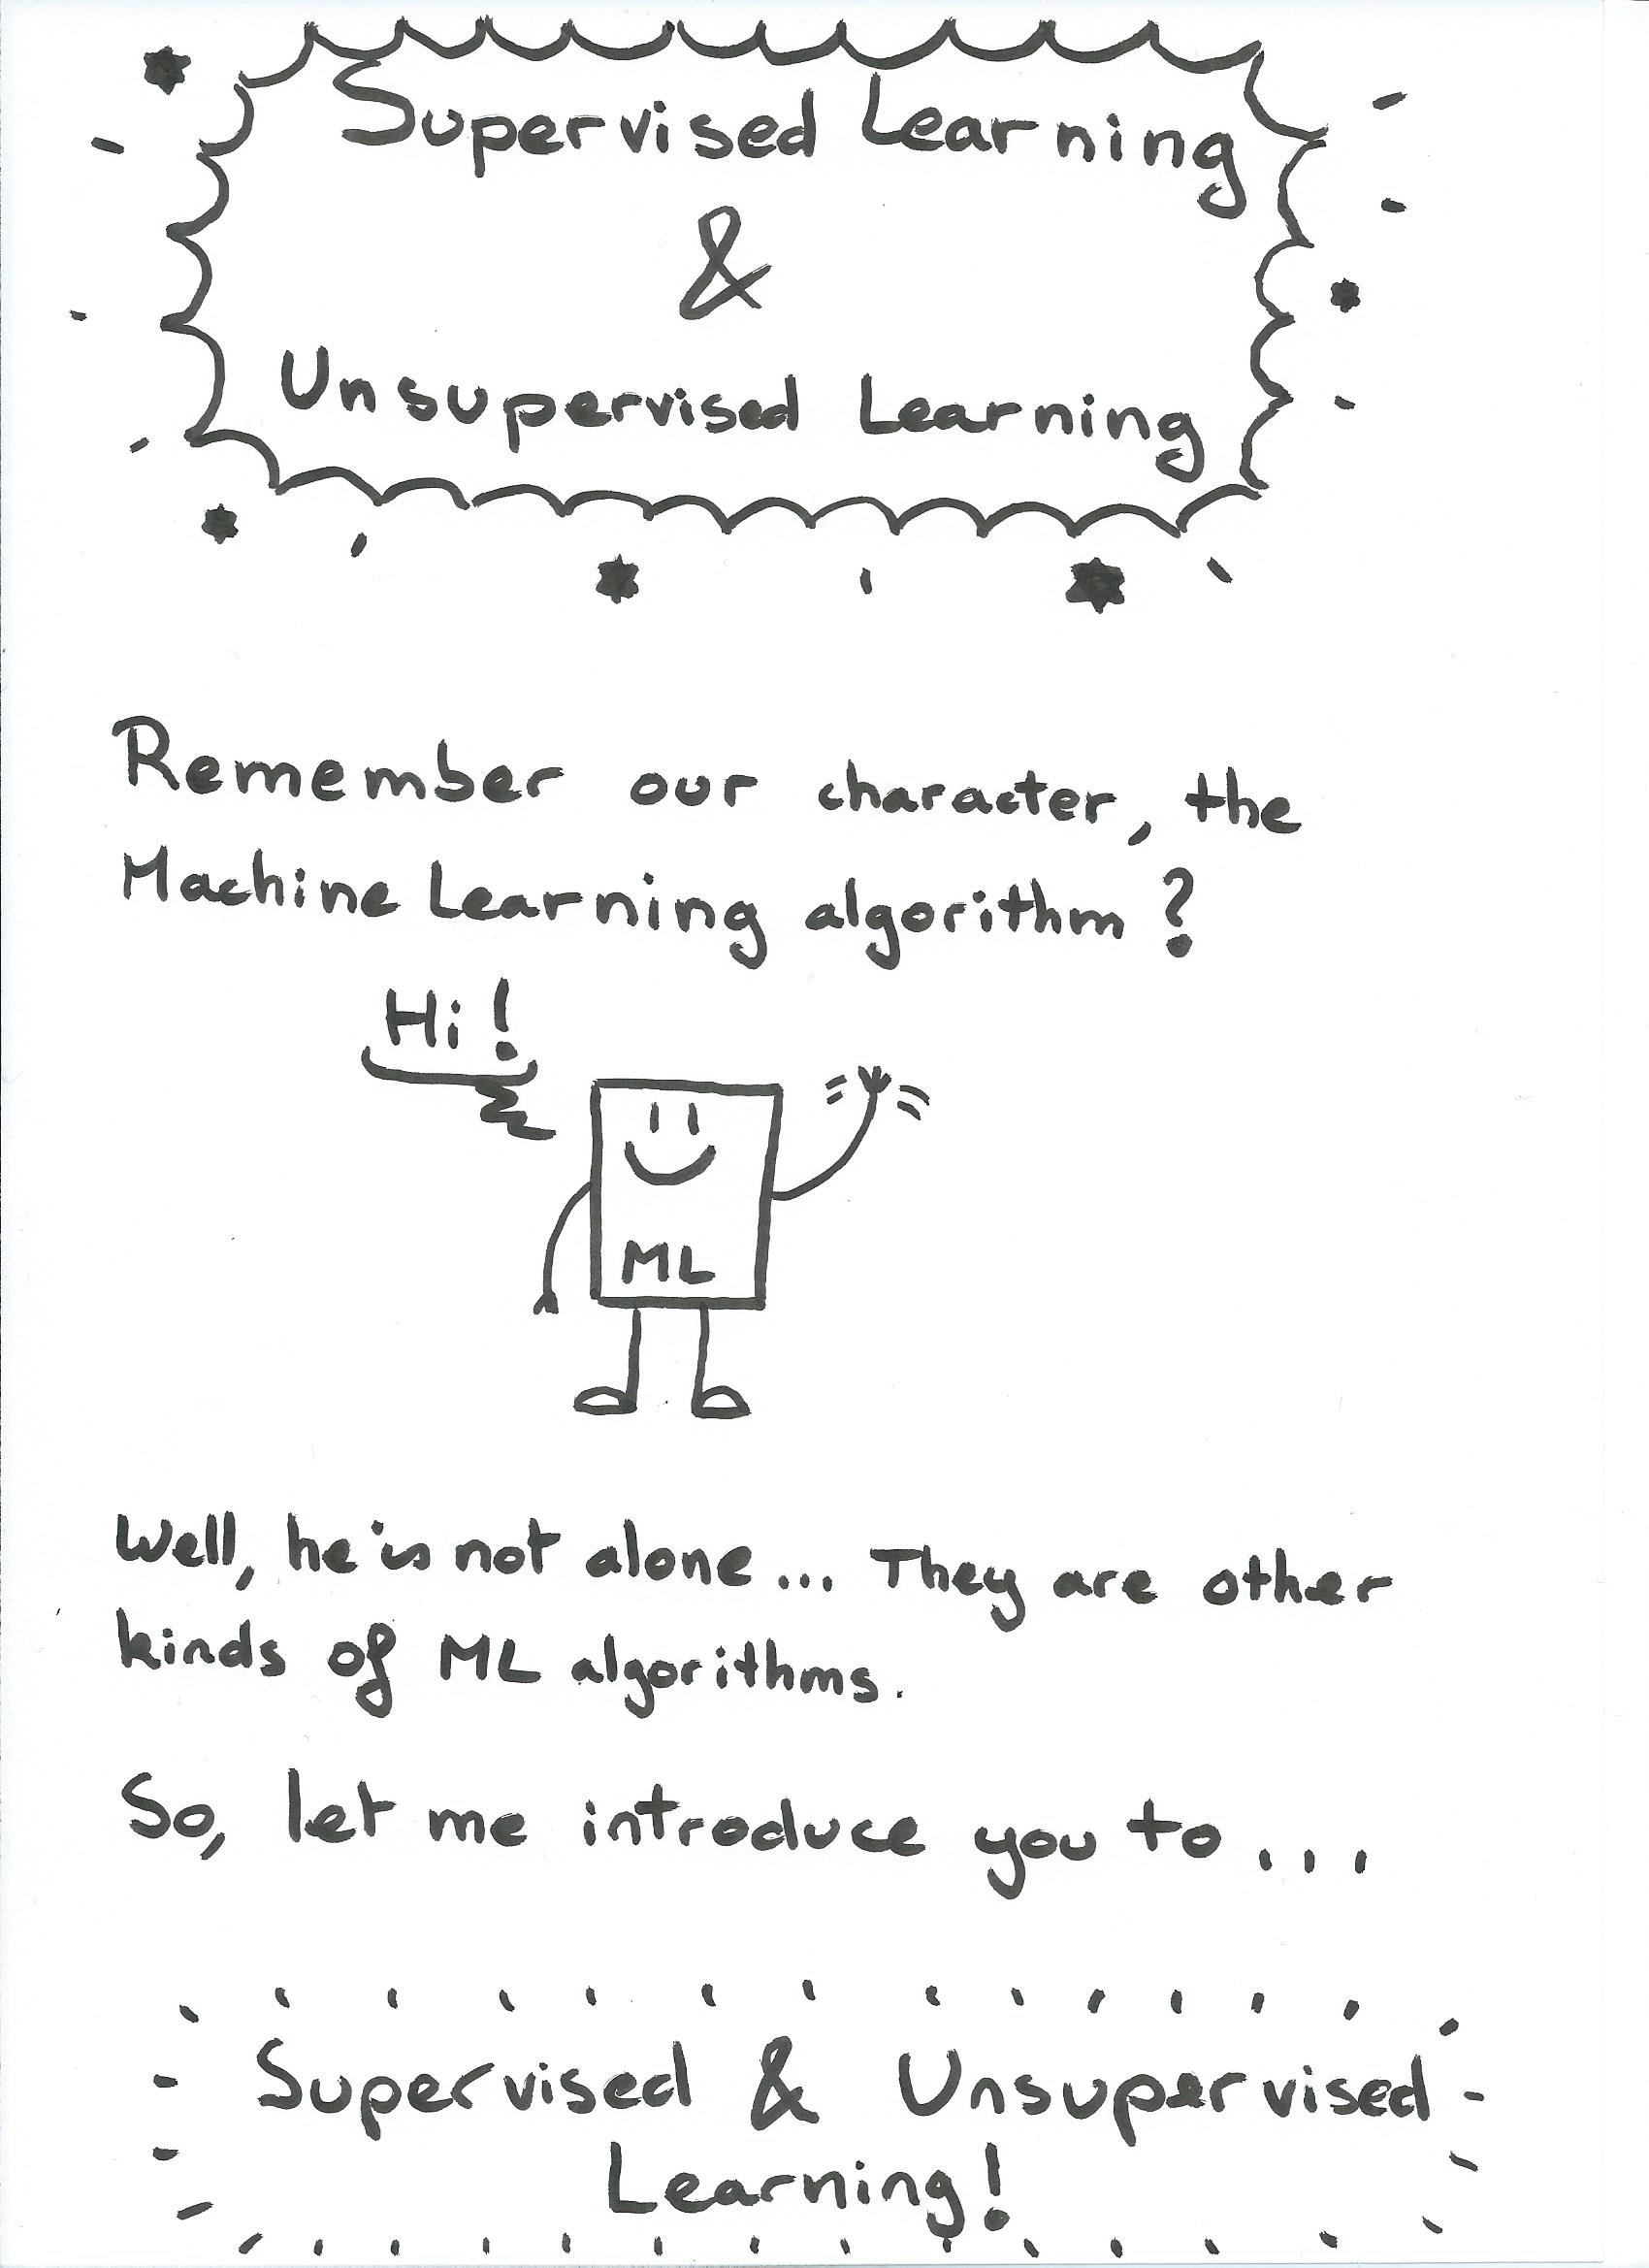 Supervised Learning
&
Unsupervised Learning
Remember our character, the
Machine Learning algorithm?
Hi!
ML
Well, he is not alone... They are other
kinds of ML algorithms.
So, let me introduce you to...
Supervised & Unsupervised
Learning!